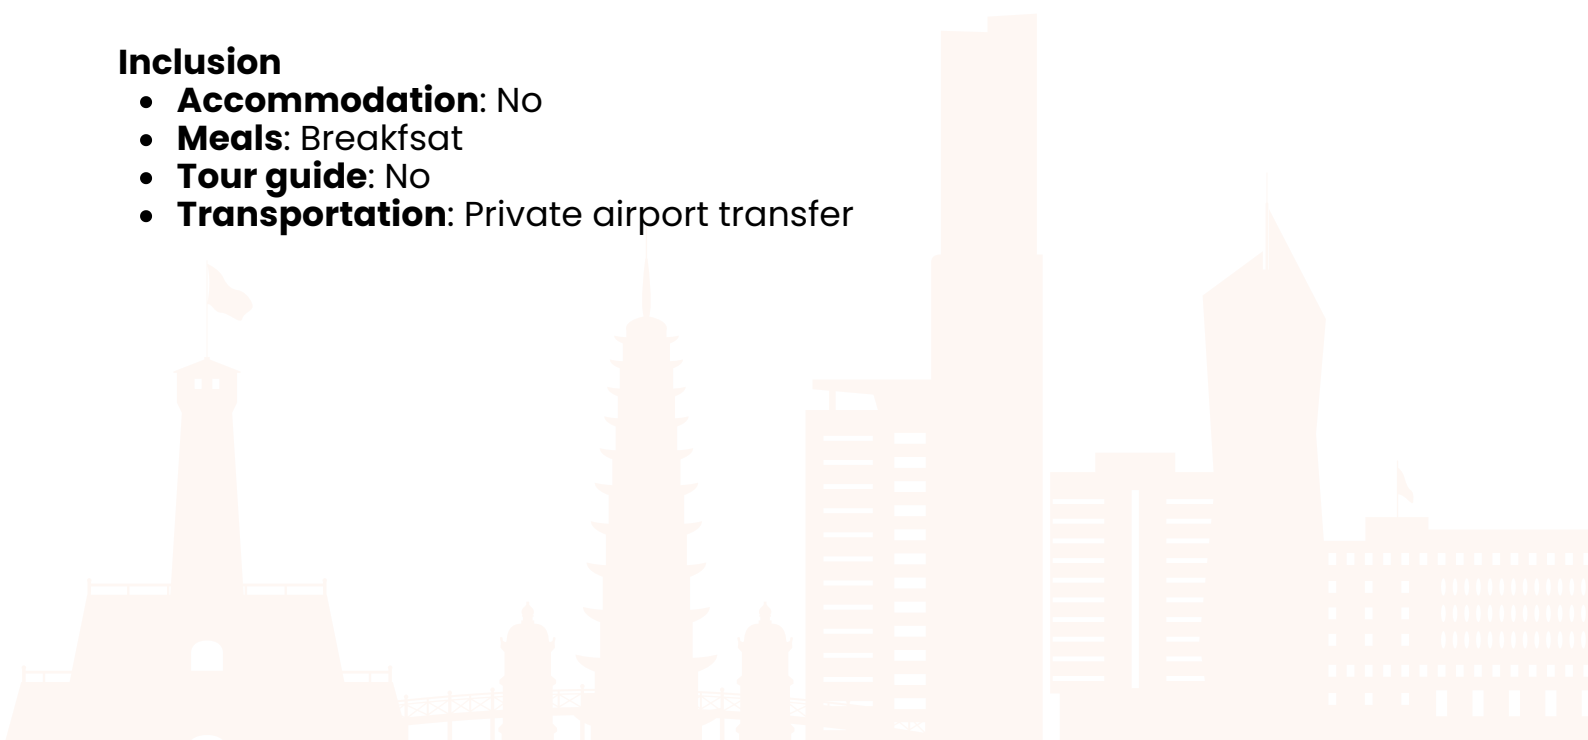 Inclusion
• Accommodation: No
• Meals: Breakfsat
• Tour guide: No
• Transportation: Private airport transfer